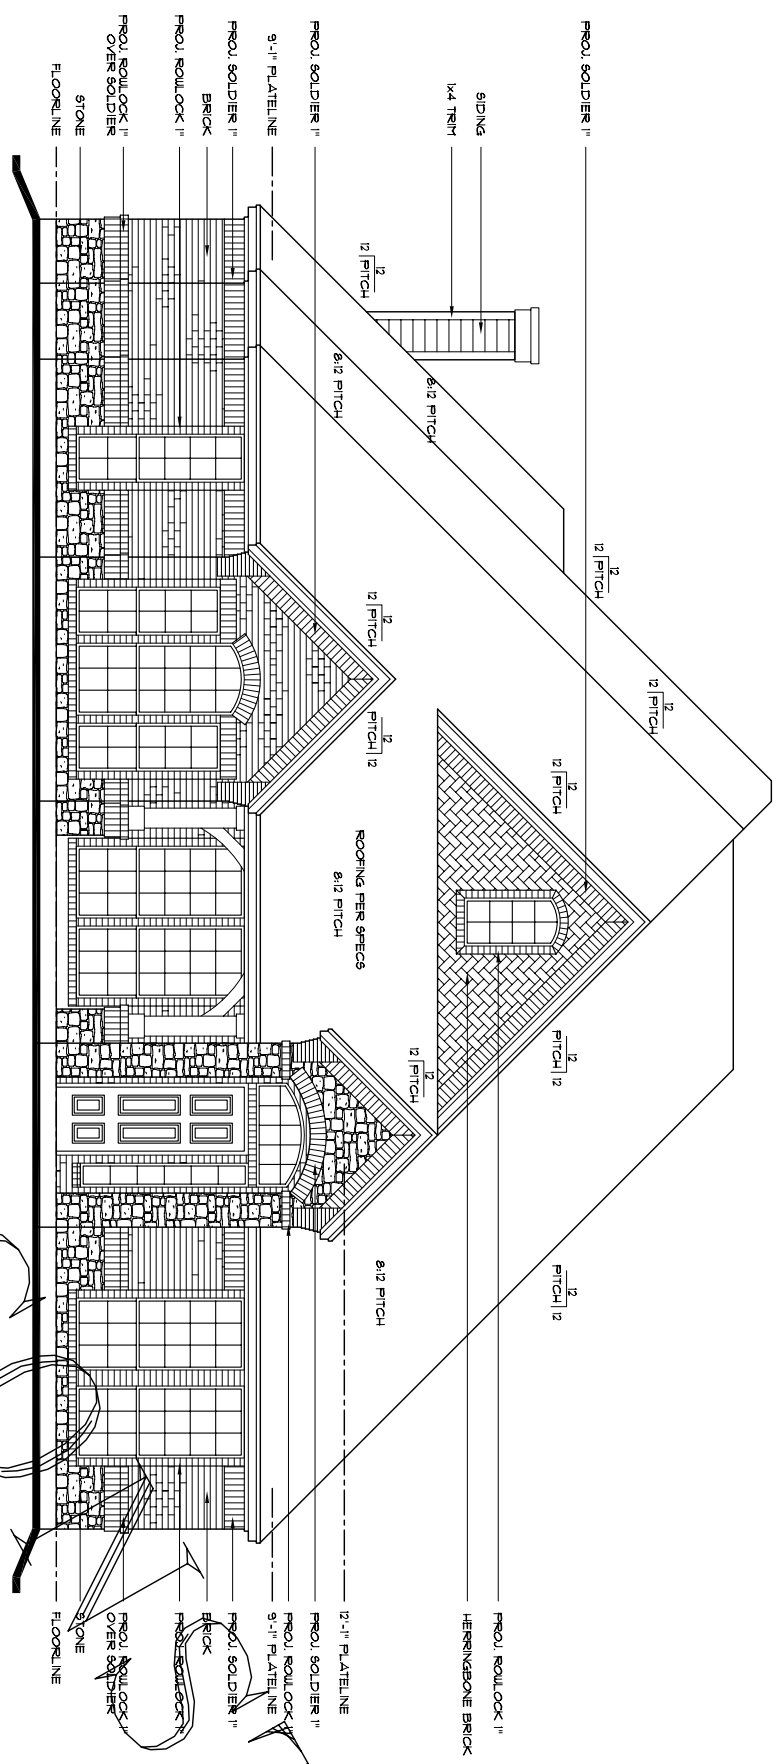 PROJ. SOLDIER 1"
SIDING
1x4 TRIM
PROJ. SOLDIER 1"
9'-1" PLATELINE
PROJ. SOLDIER 1"
BRICK
PROJ. ROWLOCK 1"
PROJ. ROWLOCK 1"
OVER SOLDIER
STONE
FLOORLINE
12
12 PITCH
8:12 PITCH
8:12 PITCH
12
12 PITCH
12
12 PITCH
12
12 PITCH
12
PITCH 12
12
12 PITCH
ROOFING PER SPECS
8:12 PITCH
12
12 PITCH
12
PITCH 12
8:12 PITCH
12
PITCH 12
PROJ. ROWLOCK 1"
HERRINGBONE BRICK
12'-1" PLATELINE
PROJ. SOLDIER 1"
PROJ. ROWLOCK 1"
9'-1" PLATELINE
PROJ. SOLDIER 1"
BRICK
PROJ. ROWLOCK 1"
PROJ. ROWLOCK 1"
OVER SOLDIER
STONE
FLOORLINE